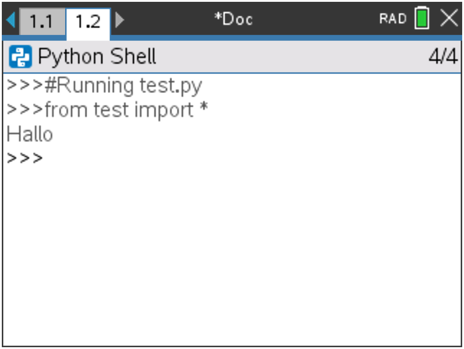 1.1 1.2 *Doc RAD
Python Shell 4/4
>>>#Running test.py
>>>from test import *
Hallo
>>>